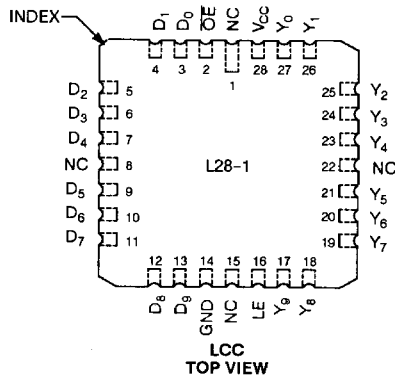 INDEX
D1 D0 OE NC VCC Y0 Y1
4 3 2 1 28 27 26
D2 5 25 Y2
D3 6 24 Y3
D4 7 23 Y4
NC 8 L28-1 22 NC
D5 9 21 Y5
D6 10 20 Y6
D7 11 19 Y7
12 13 14 15 16 17 18
D8 D9 GND NC LE Y9 Y8
LCC
TOP VIEW